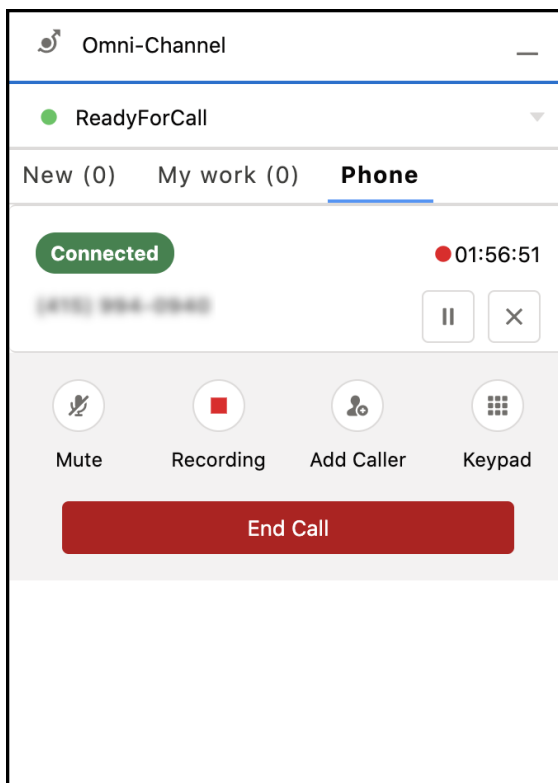 Omni-Channel
ReadyForCall
New (0) My work (0) Phone
Connected 01:56:51
Mute Recording Add Caller Keypad
End Call